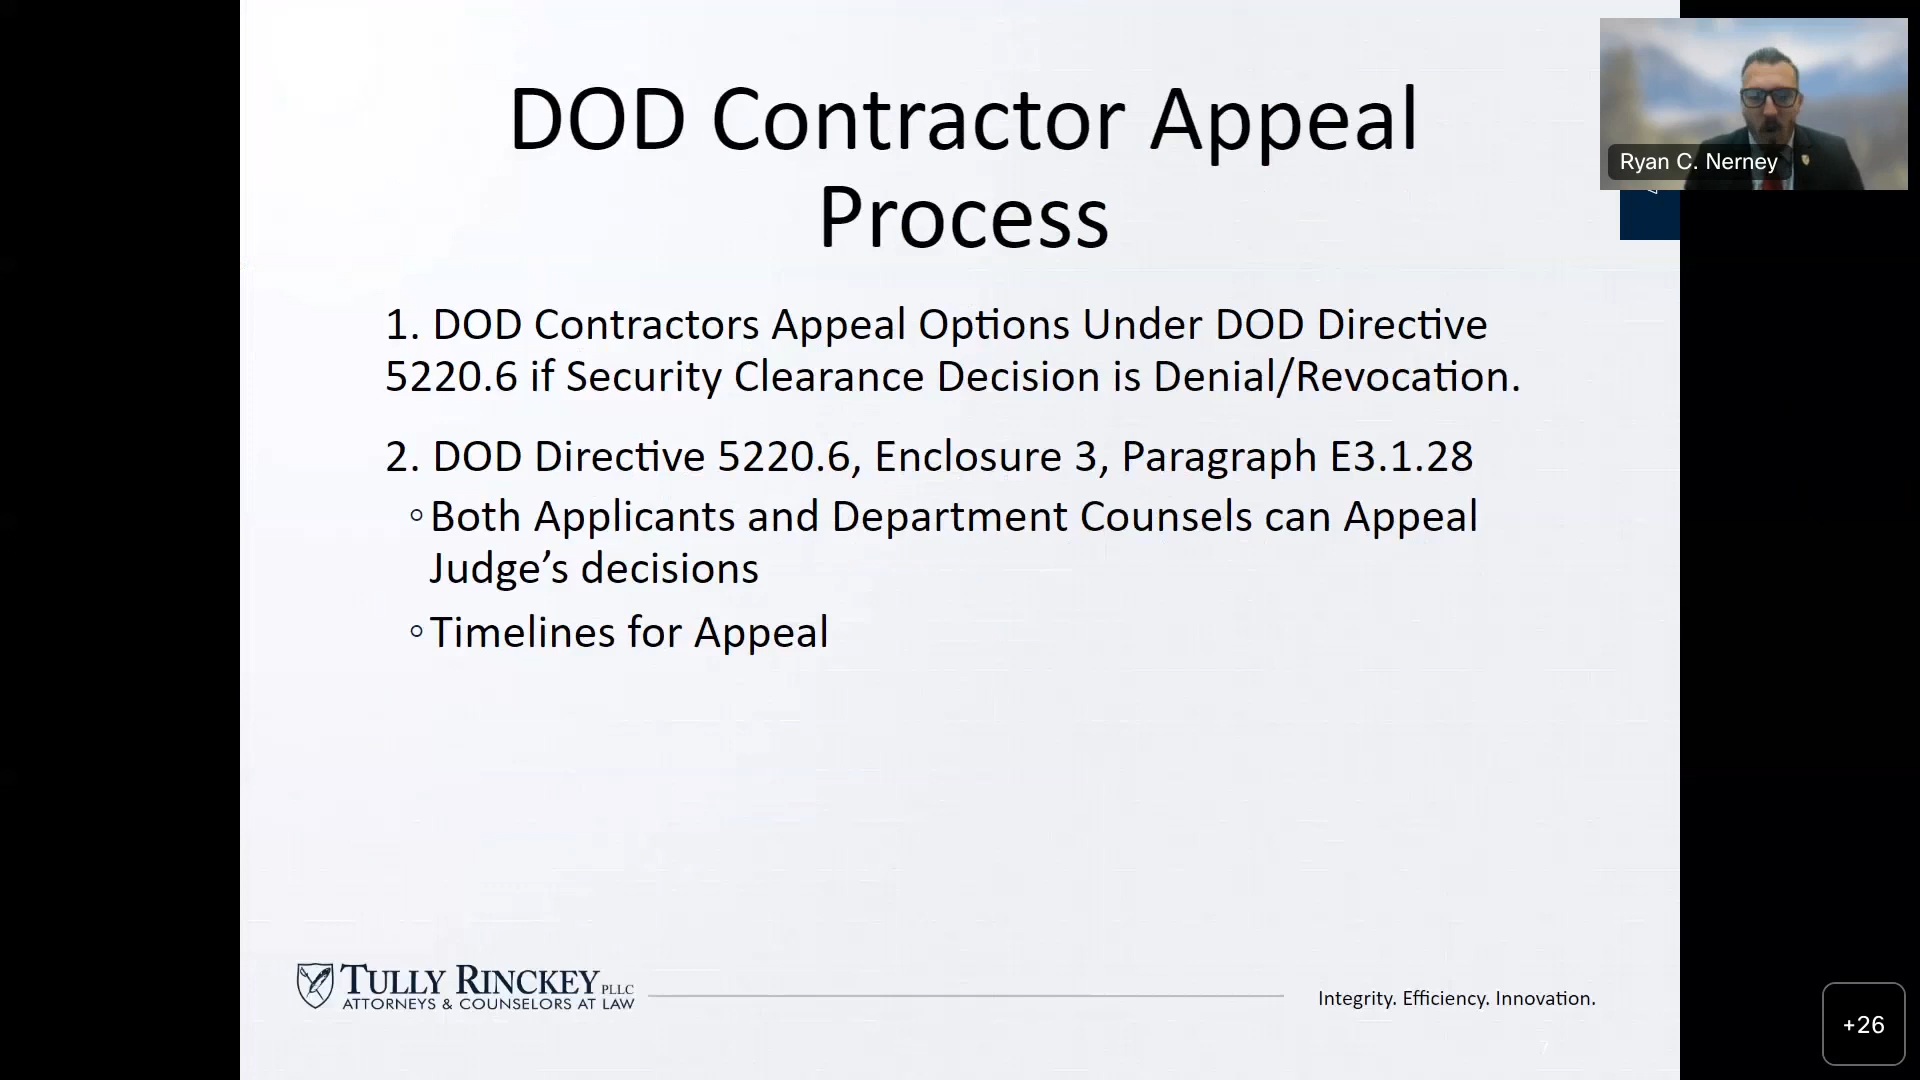 DOD Contractor Appeal
Process
Ryan C. Nerney
1. DOD Contractors Appeal Options Under DOD Directive
5220.6 if Security Clearance Decision is Denial/Revocation.
2. DOD Directive 5220.6, Enclosure 3, Paragraph E3.1.28
◦Both Applicants and Department Counsels can Appeal
Judge’s decisions
◦Timelines for Appeal
TULLY RINCKEY PLLC
ATTORNEYS & COUNSELORS AT LAW
Integrity. Efficiency. Innovation.
+26
7